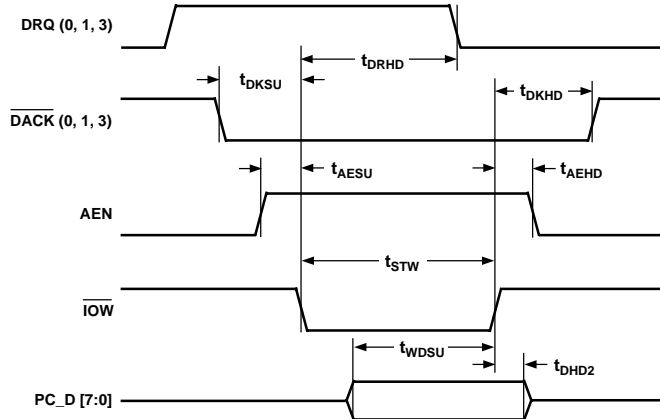 DRQ (0, 1, 3)
tDRHD
tDKSU
tDKHD
DACK (0, 1, 3)
tAESU
tAEHD
AEN
tSTW
IOW
tWDSU
tDHD2
PC_D [7:0]